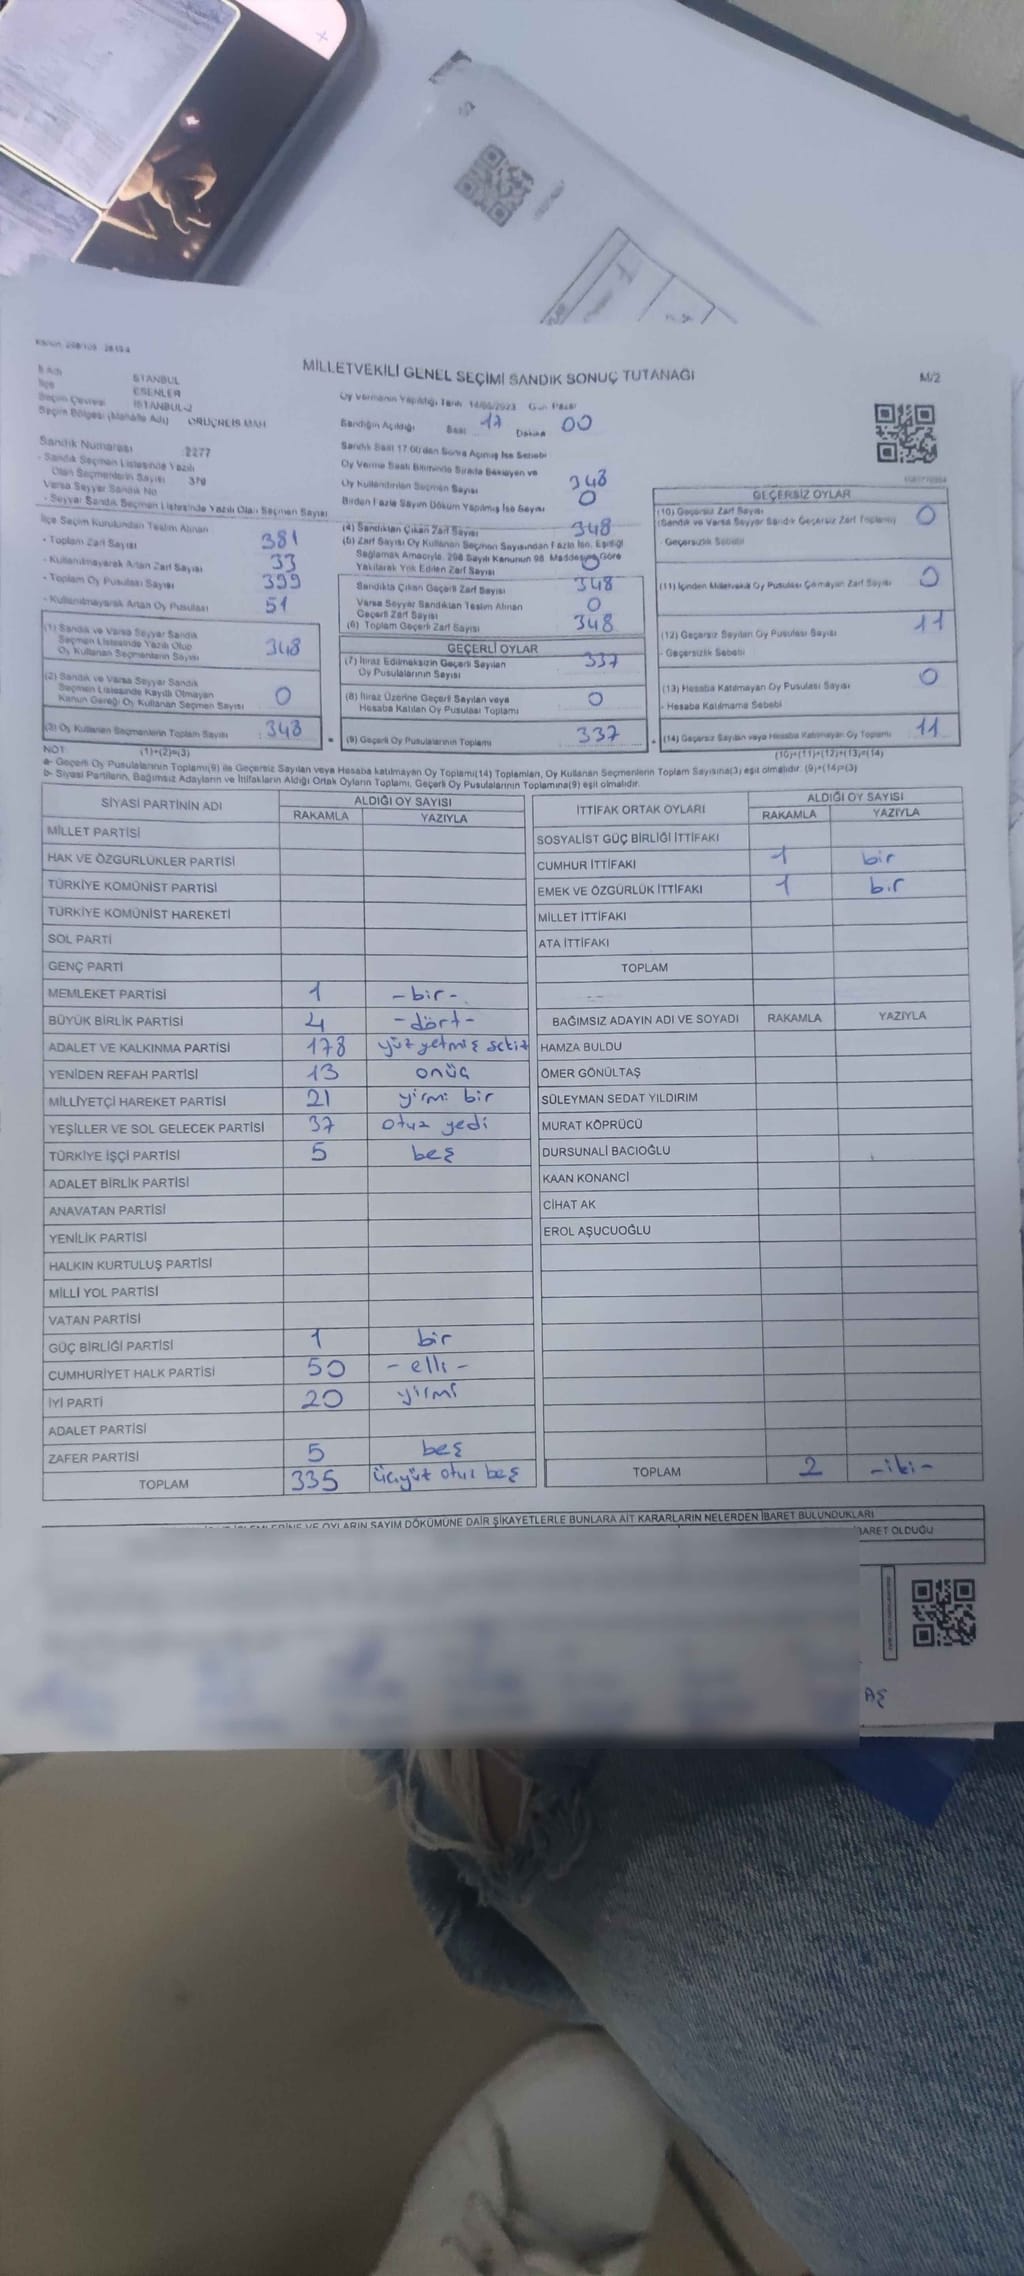 MİLLETVEKİLİ GENEL SEÇİMİ SANDIK SONUÇ TUTANAĞI
M/2
İSTANBUL
ESENLER
İSTANBUL-2
Seçim Bölgesi (Mahalle Adı) ORUÇREİS MAH
Oy Vermenin Yapıldığı Tarih 14/05/2023 Gün Pazar
Sandığın Açıldığı Saat 17 Dakika 00
Sandık Numarası 2277
- Sandık Seçmen Listesinde Yazılı
Olan Seçmenlerin Sayısı 379
Varsa Seyyar Sandık No
- Seyyar Sandık Seçmen Listesinde Yazılı Olan Seçmen Sayısı
Sandık Saat 17.00'den Sonra Açılmış İse Sebebi
Oy Verme Saati Bitiminde Sırada Bekleyen ve
Oy Kullandırılan Seçmen Sayısı 348
Birden Fazla Sayım Döküm Yapılmış İse Sayısı 0
İlçe Seçim Kurulundan Teslim Alınan
- Toplam Zarf Sayısı 381
- Kullanılmayarak Artan Zarf Sayısı 33
- Toplam Oy Pusulası Sayısı 399
- Kullanılmayarak Artan Oy Pusulası 51
(1) Sandık ve Varsa Seyyar Sandık
Seçmen Listesinde Yazılı Olup
Oy Kullanan Seçmenlerin Sayısı 348
(2) Sandık ve Varsa Seyyar Sandık
Seçmen Listesinde Kayıtlı Olmayan
Kanun Gereği Oy Kullanan Seçmen Sayısı 0
(3) Oy Kullanan Seçmenlerin Toplam Sayısı 348
(4) Sandıktan Çıkan Zarf Sayısı 348
(5) Zarf Sayısı Oy Kullanan Seçmen Sayısından Fazla İse, Eşitliği
Sağlamak Amacıyla, 298 Sayılı Kanunun 98. Maddesine Göre
Yakılarak Yok Edilen Zarf Sayısı 0
Sandıkta Çıkan Geçerli Zarf Sayısı 348
Varsa Seyyar Sandıktan Teslim Alınan
Geçerli Zarf Sayısı 0
(6) Toplam Geçerli Zarf Sayısı 348
GEÇERLİ OYLAR
(7) İtiraz Edilmeksizin Geçerli Sayılan
Oy Pusulalarının Sayısı 337
(8) İtiraz Üzerine Geçerli Sayılan veya
Hesaba Katılan Oy Pusulası Toplamı 0
(9) Geçerli Oy Pusulalarının Toplamı 337
GEÇERSİZ OYLAR
(10) Geçersiz Zarf Sayısı
(Sandık ve Varsa Seyyar Sandık Geçersiz Zarf Toplamı) 0
- Geçersizlik Sebebi
(11) İçinden Milletvekili Oy Pusulası Çıkmayan Zarf Sayısı 0
(12) Geçersiz Sayılan Oy Pusulası Sayısı 11
- Geçersizlik Sebebi
(13) Hesaba Katılmayan Oy Pusulası Sayısı 0
- Hesaba Katılmama Sebebi
(14) Geçersiz Sayılan veya Hesaba Katılmayan Oy Toplamı 11
NOT: (1)+(2)=(3)
(10)+(11)+(12)+(13)=(14)
a- Geçerli Oy Pusulalarının Toplamı(9) ile Geçersiz Sayılan veya Hesaba katılmayan Oy Toplamı(14) Toplamları, Oy Kullanan Seçmenlerin Toplam Sayısına(3) eşit olmalıdır. (9)+(14)=(3)
b- Siyasi Partilerin, Bağımsız Adayların ve İttifakların Aldığı Ortak Oyların Toplamı, Geçerli Oy Pusulalarının Toplamına(9) eşit olmalıdır.
SİYASİ PARTİNİN ADI ALDIĞI OY SAYISI
RAKAMLA YAZIYLA
MİLLET PARTİSİ
HAK VE ÖZGÜRLÜKLER PARTİSİ
TÜRKİYE KOMÜNİST PARTİSİ
TÜRKİYE KOMÜNİST HAREKETİ
SOL PARTİ
GENÇ PARTİ
MEMLEKET PARTİSİ 1 -bir-
BÜYÜK BİRLİK PARTİSİ 4 -dört-
ADALET VE KALKINMA PARTİSİ 178 yüz yetmiş sekiz
YENİDEN REFAH PARTİSİ 13 onüç
MİLLİYETÇİ HAREKET PARTİSİ 21 yirmi bir
YEŞİLLER VE SOL GELECEK PARTİSİ 37 otuz yedi
TÜRKİYE İŞÇİ PARTİSİ 5 beş
ADALET BİRLİK PARTİSİ
ANAVATAN PARTİSİ
YENİLİK PARTİSİ
HALKIN KURTULUŞ PARTİSİ
MİLLİ YOL PARTİSİ
VATAN PARTİSİ
GÜÇ BİRLİĞİ PARTİSİ 1 bir
CUMHURİYET HALK PARTİSİ 50 -elli-
İYİ PARTİ 20 yirmi
ADALET PARTİSİ
ZAFER PARTİSİ 5 beş
TOPLAM 335 üçyüz otuz beş
İTTİFAK ORTAK OYLARI ALDIĞI OY SAYISI
RAKAMLA YAZIYLA
SOSYALİST GÜÇ BİRLİĞİ İTTİFAKI
CUMHUR İTTİFAKI 1 bir
EMEK VE ÖZGÜRLÜK İTTİFAKI 1 bir
MİLLET İTTİFAKI
ATA İTTİFAKI
TOPLAM
BAĞIMSIZ ADAYIN ADI VE SOYADI RAKAMLA YAZIYLA
HAMZA BULDU
ÖMER GÖNÜLTAŞ
SÜLEYMAN SEDAT YILDIRIM
MURAT KÖPRÜCÜ
DURSUNALİ BACIOĞLU
KAAN KONANCİ
CİHAT AK
EROL AŞUCUOĞLU
TOPLAM 2 -iki-
VE OYLARIN SAYIM DÖKÜMÜNE DAİR ŞİKAYETLERLE BUNLARA AİT KARARLARIN NELERDEN İBARET BULUNDUKLARI
OLDUĞU